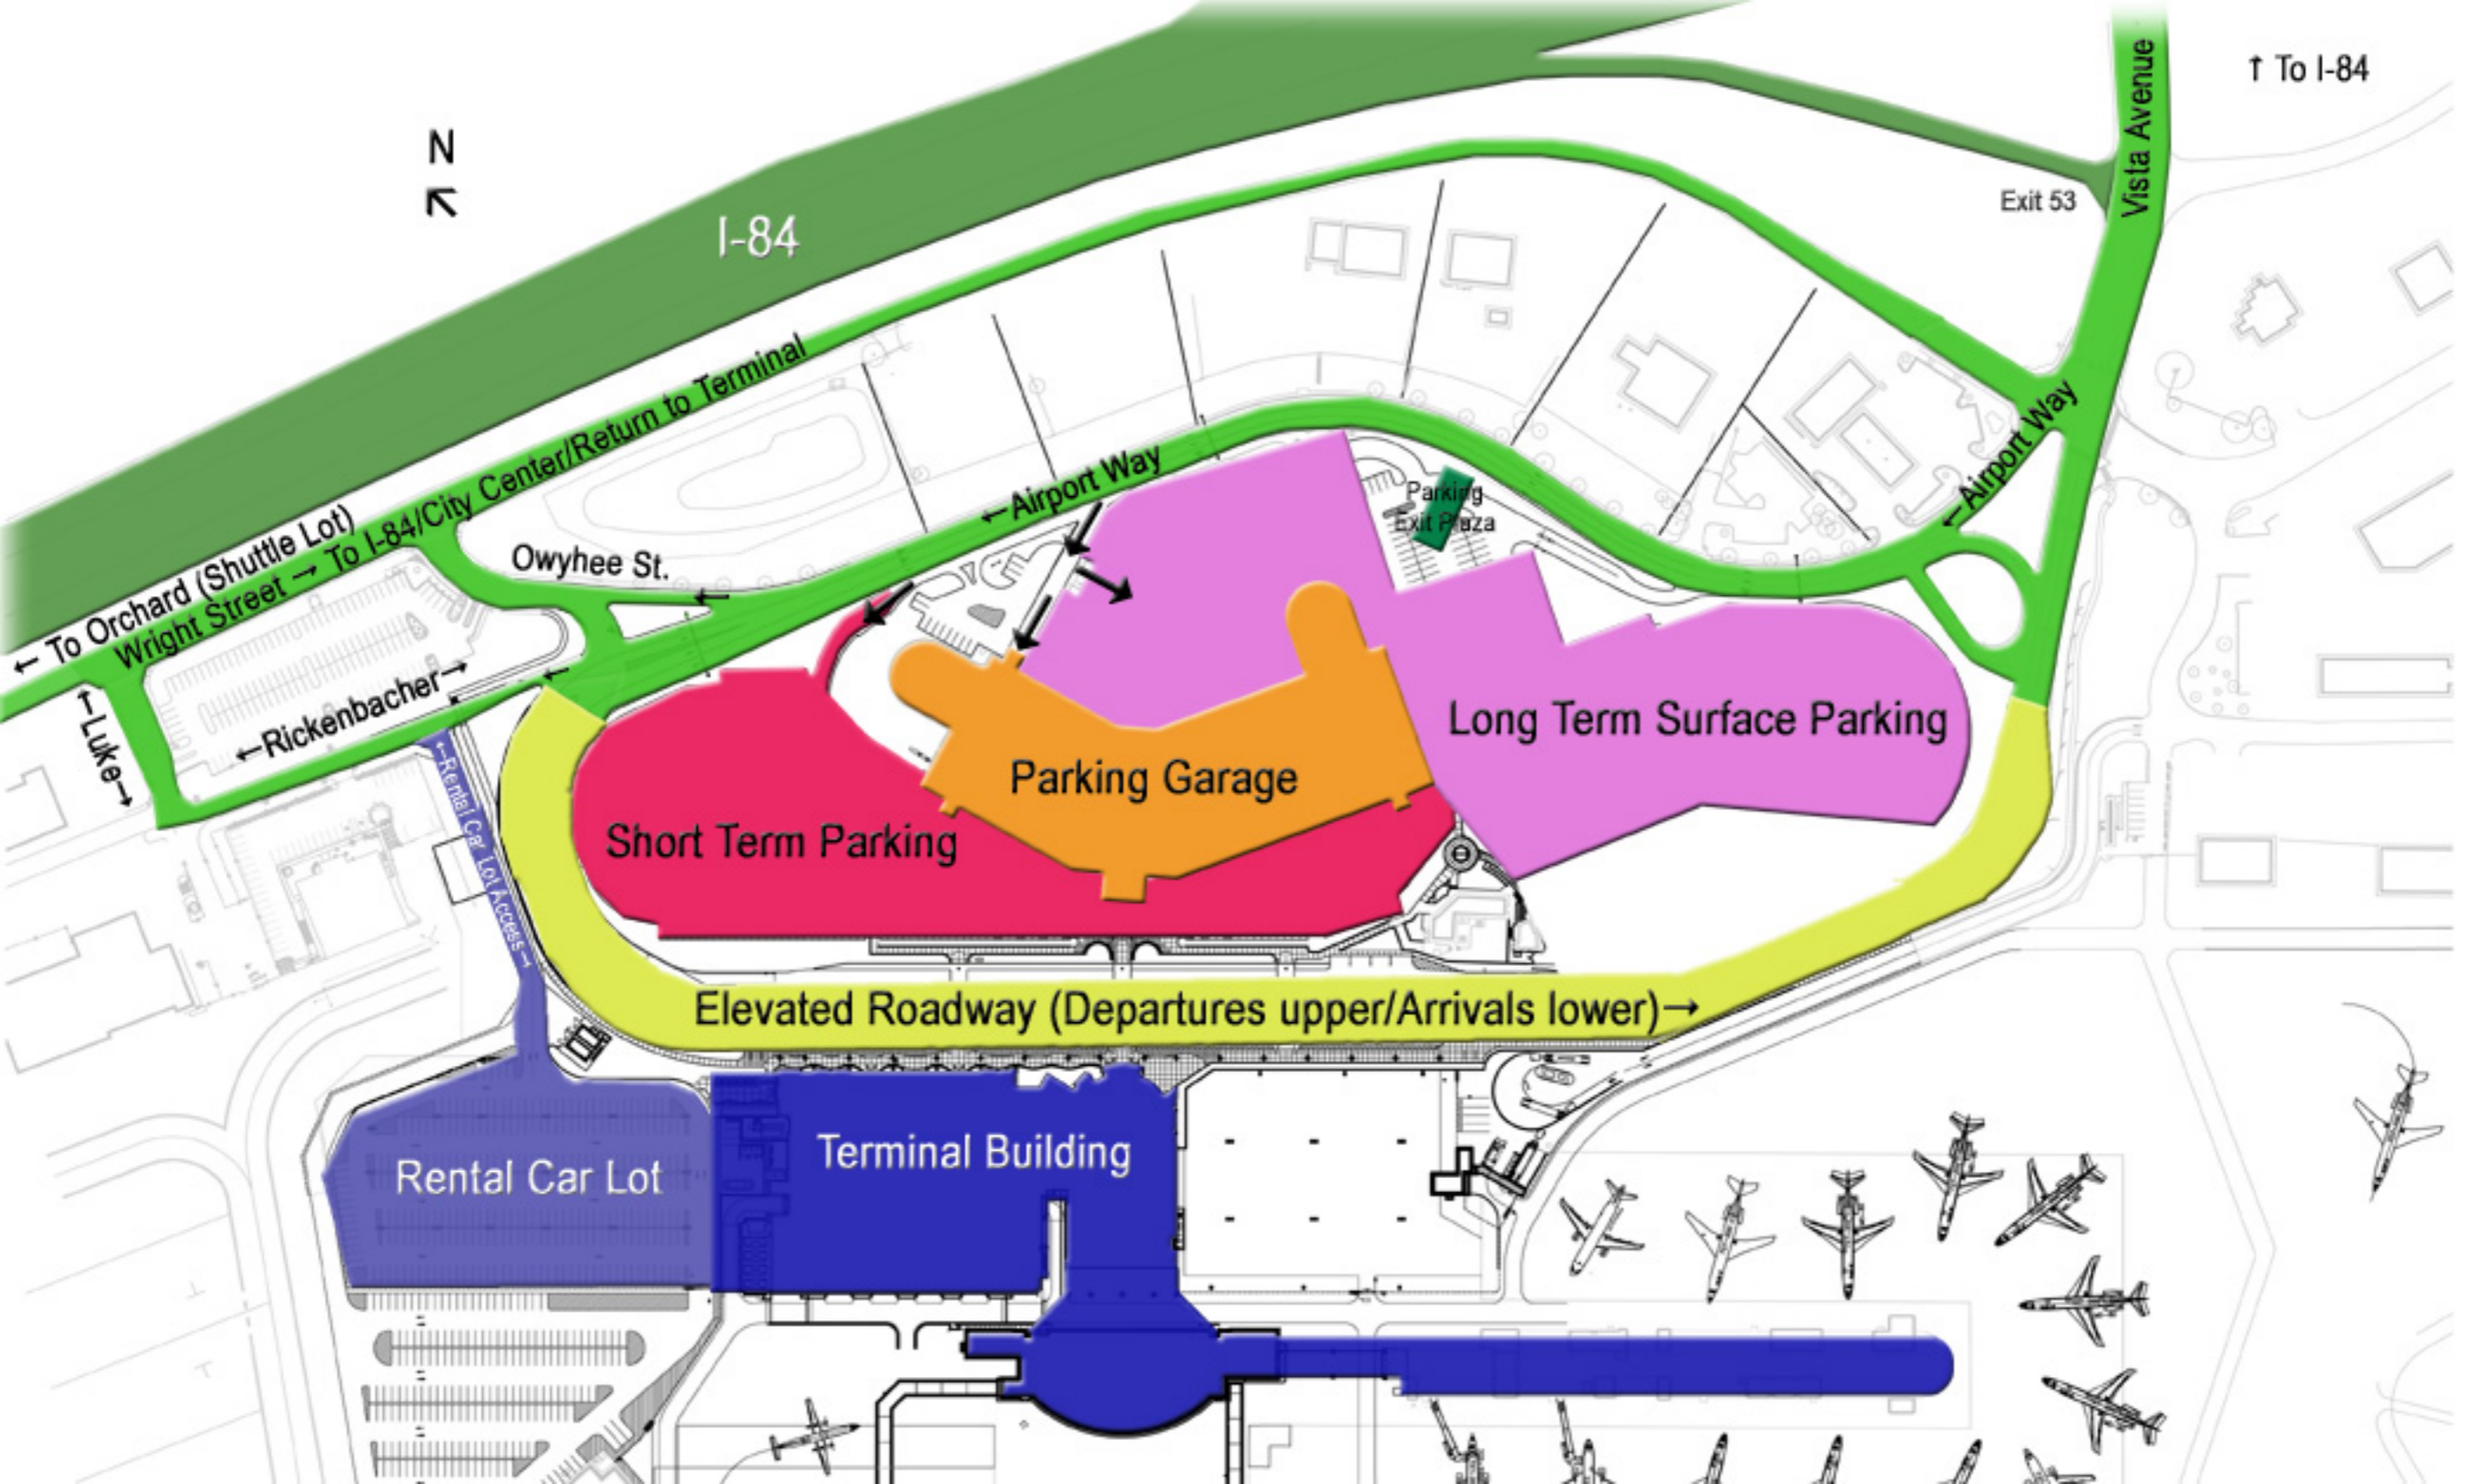 ↑ To I-84
Vista Avenue
N
↖
Exit 53
I-84
←Airport Way
← To Orchard (Shuttle Lot)
Wright Street → To I-84/City Center/Return to Terminal
Owyhee St.
←Airport Way
Parking
Exit Plaza
←Rickenbacher→
←Luke→
←Rental Car Lot Access→
Long Term Surface Parking
Parking Garage
Short Term Parking
Elevated Roadway (Departures upper/Arrivals lower)→
Terminal Building
Rental Car Lot